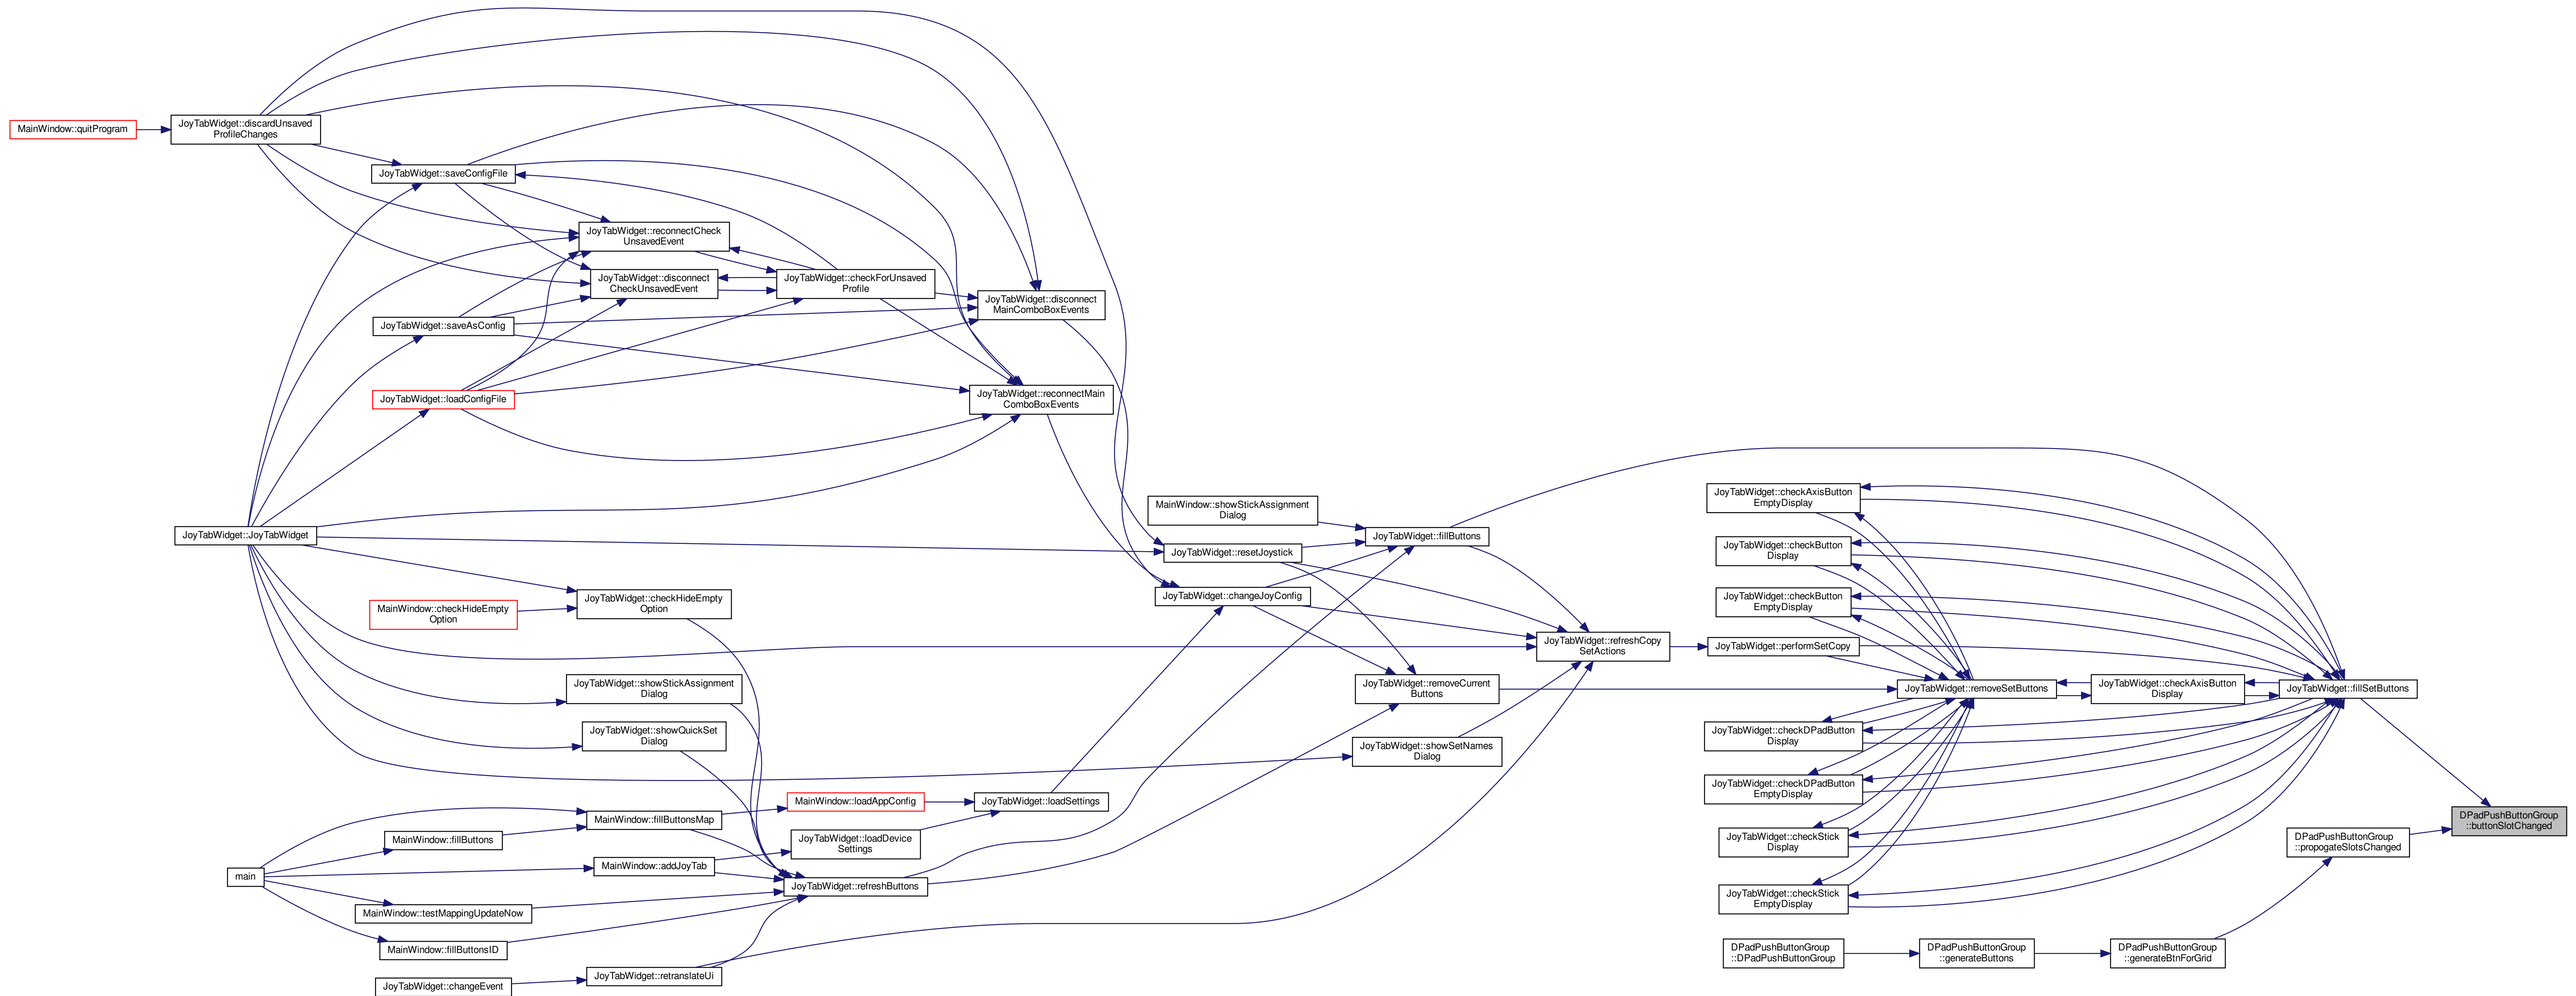 MainWindow::quitProgram
JoyTabWidget::discardUnsaved
ProfileChanges
JoyTabWidget::saveConfigFile
JoyTabWidget::reconnectCheck
UnsavedEvent
JoyTabWidget::disconnect
CheckUnsavedEvent
JoyTabWidget::checkForUnsaved
Profile
JoyTabWidget::disconnect
MainComboBoxEvents
JoyTabWidget::saveAsConfig
JoyTabWidget::loadConfigFile
JoyTabWidget::reconnectMain
ComboBoxEvents
JoyTabWidget::JoyTabWidget
MainWindow::showStickAssignment
Dialog
JoyTabWidget::fillButtons
JoyTabWidget::resetJoystick
JoyTabWidget::changeJoyConfig
JoyTabWidget::checkHideEmpty
Option
MainWindow::checkHideEmpty
Option
JoyTabWidget::refreshCopy
SetActions
JoyTabWidget::performSetCopy
JoyTabWidget::removeCurrent
Buttons
JoyTabWidget::showStickAssignment
Dialog
JoyTabWidget::showQuickSet
Dialog
JoyTabWidget::showSetNames
Dialog
JoyTabWidget::checkAxisButton
EmptyDisplay
JoyTabWidget::checkButton
Display
JoyTabWidget::checkButton
EmptyDisplay
JoyTabWidget::removeSetButtons
JoyTabWidget::checkAxisButton
Display
JoyTabWidget::fillSetButtons
JoyTabWidget::checkDPadButton
Display
JoyTabWidget::checkDPadButton
EmptyDisplay
JoyTabWidget::checkStick
Display
JoyTabWidget::checkStick
EmptyDisplay
DPadPushButtonGroup
::buttonSlotChanged
DPadPushButtonGroup
::propogateSlotsChanged
DPadPushButtonGroup
::DPadPushButtonGroup
DPadPushButtonGroup
::generateButtons
DPadPushButtonGroup
::generateBtnForGrid
MainWindow::loadAppConfig
JoyTabWidget::loadSettings
MainWindow::fillButtonsMap
MainWindow::fillButtons
JoyTabWidget::loadDevice
Settings
MainWindow::addJoyTab
main
JoyTabWidget::refreshButtons
MainWindow::testMappingUpdateNow
MainWindow::fillButtonsID
JoyTabWidget::retranslateUi
JoyTabWidget::changeEvent